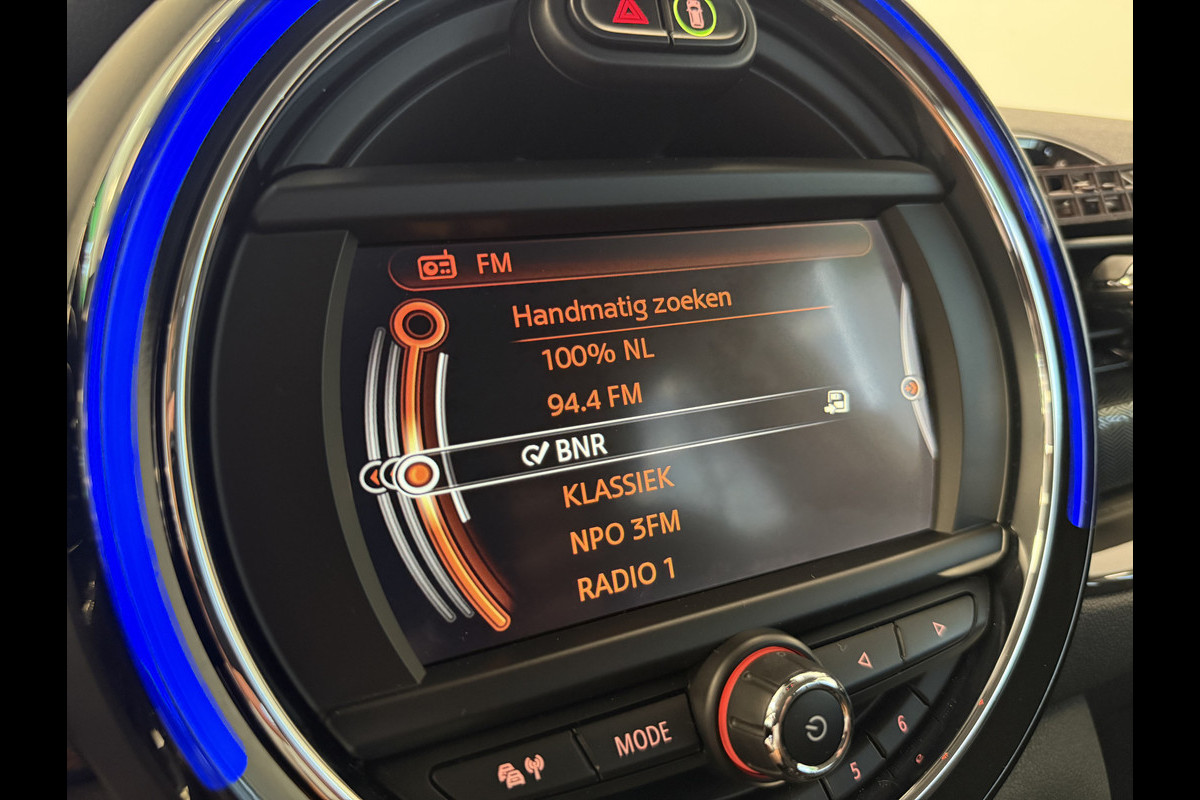 FM
Handmatig zoeken
100% NL
94.4 FM
BNR
KLASSIEK
NPO 3FM
RADIO 1
MODE
5
6